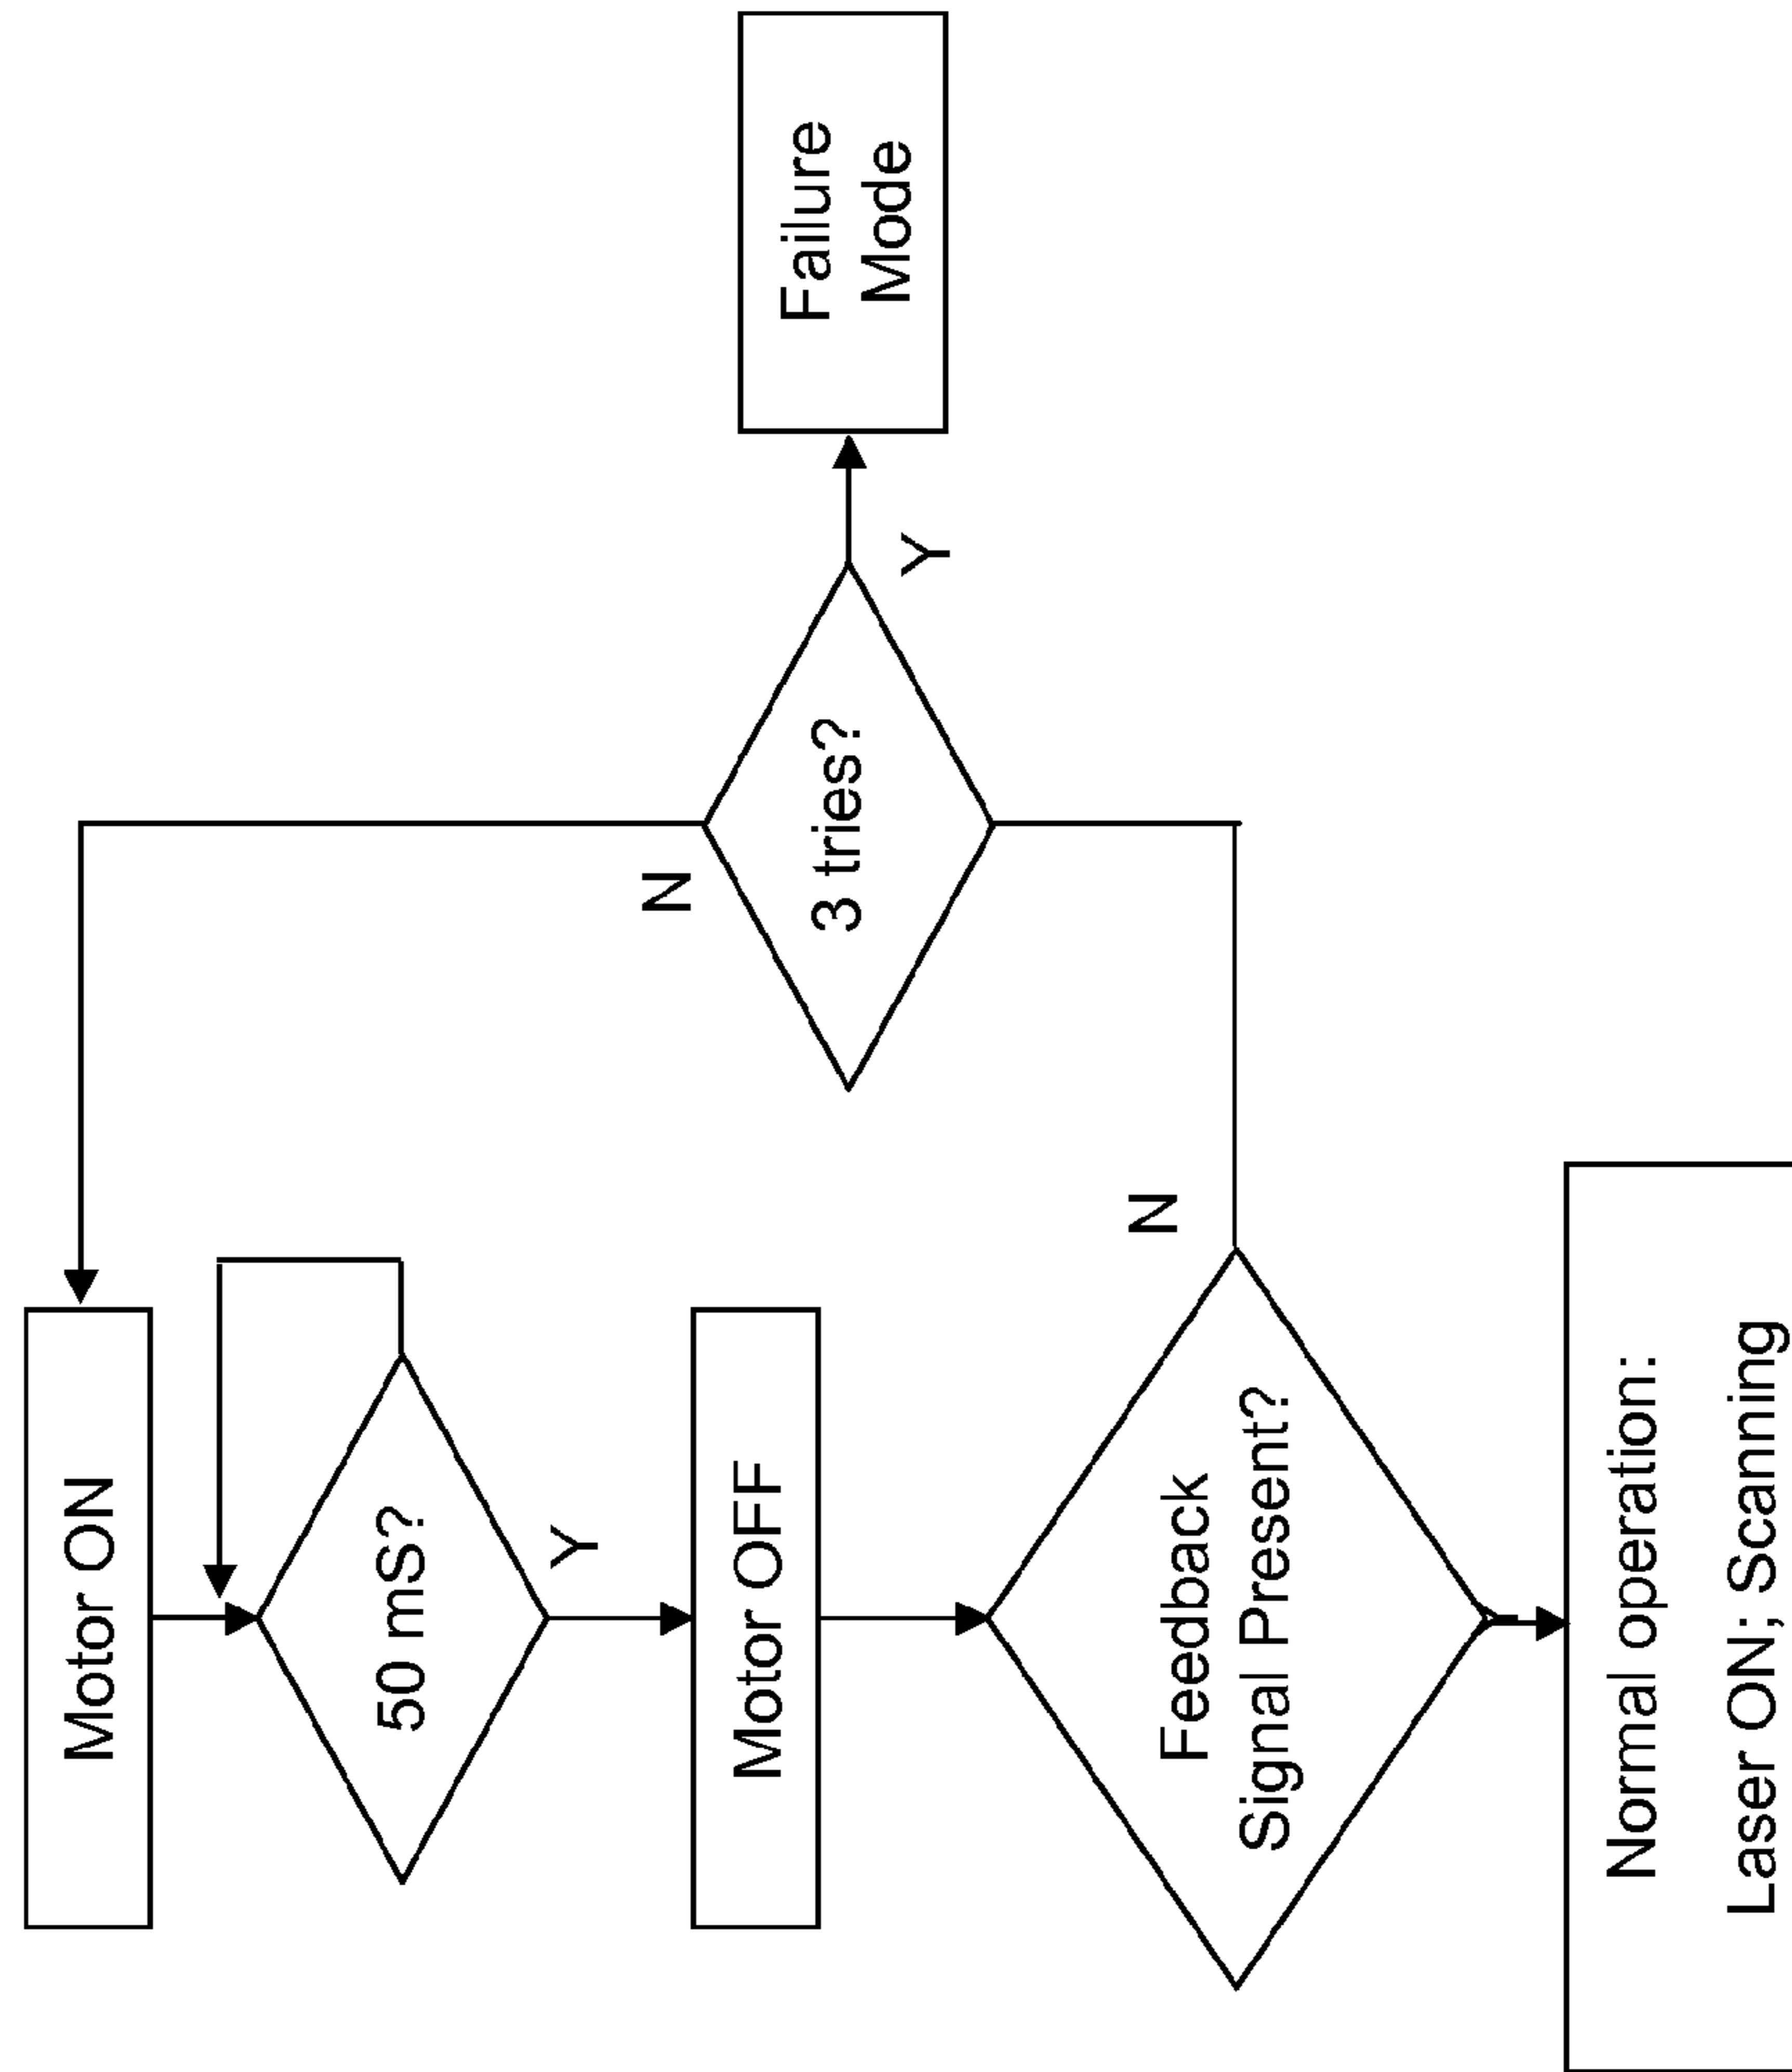 Motor ON
50 mS?
Y
Motor OFF
Feedback
Signal Present?
N
3 tries?
N
Y
Failure
Mode
Normal operation:
Laser ON; Scanning